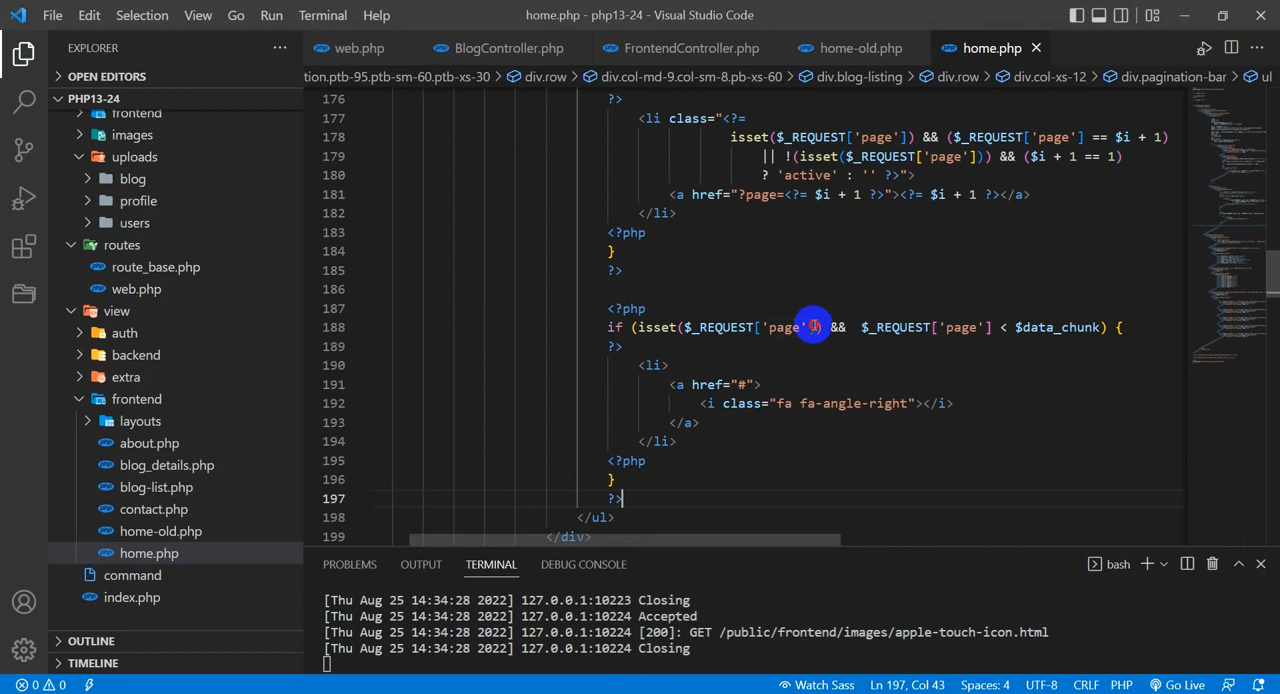 File Edit Selection View Go Run Terminal Help
home.php - php13-24 - Visual Studio Code
EXPLORER
web.php
BlogController.php
FrontendController.php
home-old.php
home.php
OPEN EDITORS
tion.ptb-95.ptb-sm-60.ptb-xs-30 > div.row > div.col-md-9.col-sm-8.pb-xs-60 > div.blog-listing > div.row > div.col-xs-12 > div.pagination-bar > ul
PHP13-24
frontend
images
uploads
blog
profile
users
routes
route_base.php
web.php
view
auth
backend
extra
frontend
layouts
about.php
blog_details.php
blog-list.php
contact.php
home-old.php
home.php
command
index.php
OUTLINE
TIMELINE
176 ?>
177 <li class="<?=
178 isset($_REQUEST['page']) && ($_REQUEST['page'] == $i + 1)
179 || !(isset($_REQUEST['page'])) && ($i + 1 == 1)
180 ? 'active' : '' ?>">
181 <a href="?page=<?= $i + 1 ?>"><?= $i + 1 ?></a>
182 </li>
183 <?php
184 }
185 ?>
186
187 <?php
188 if (isset($_REQUEST['page' ) && $_REQUEST['page'] < $data_chunk) {
189 ?>
190 <li>
191 <a href="#">
192 <i class="fa fa-angle-right"></i>
193 </a>
194 </li>
195 <?php
196 }
197 ?>
198 </ul>
199 </div>
PROBLEMS OUTPUT TERMINAL DEBUG CONSOLE
bash
[Thu Aug 25 14:34:28 2022] 127.0.0.1:10223 Closing
[Thu Aug 25 14:34:28 2022] 127.0.0.1:10224 Accepted
[Thu Aug 25 14:34:28 2022] 127.0.0.1:10224 [200]: GET /public/frontend/images/apple-touch-icon.html
[Thu Aug 25 14:34:28 2022] 127.0.0.1:10224 Closing
0 0 Watch Sass Ln 197, Col 43 Spaces: 4 UTF-8 CRLF PHP Go Live